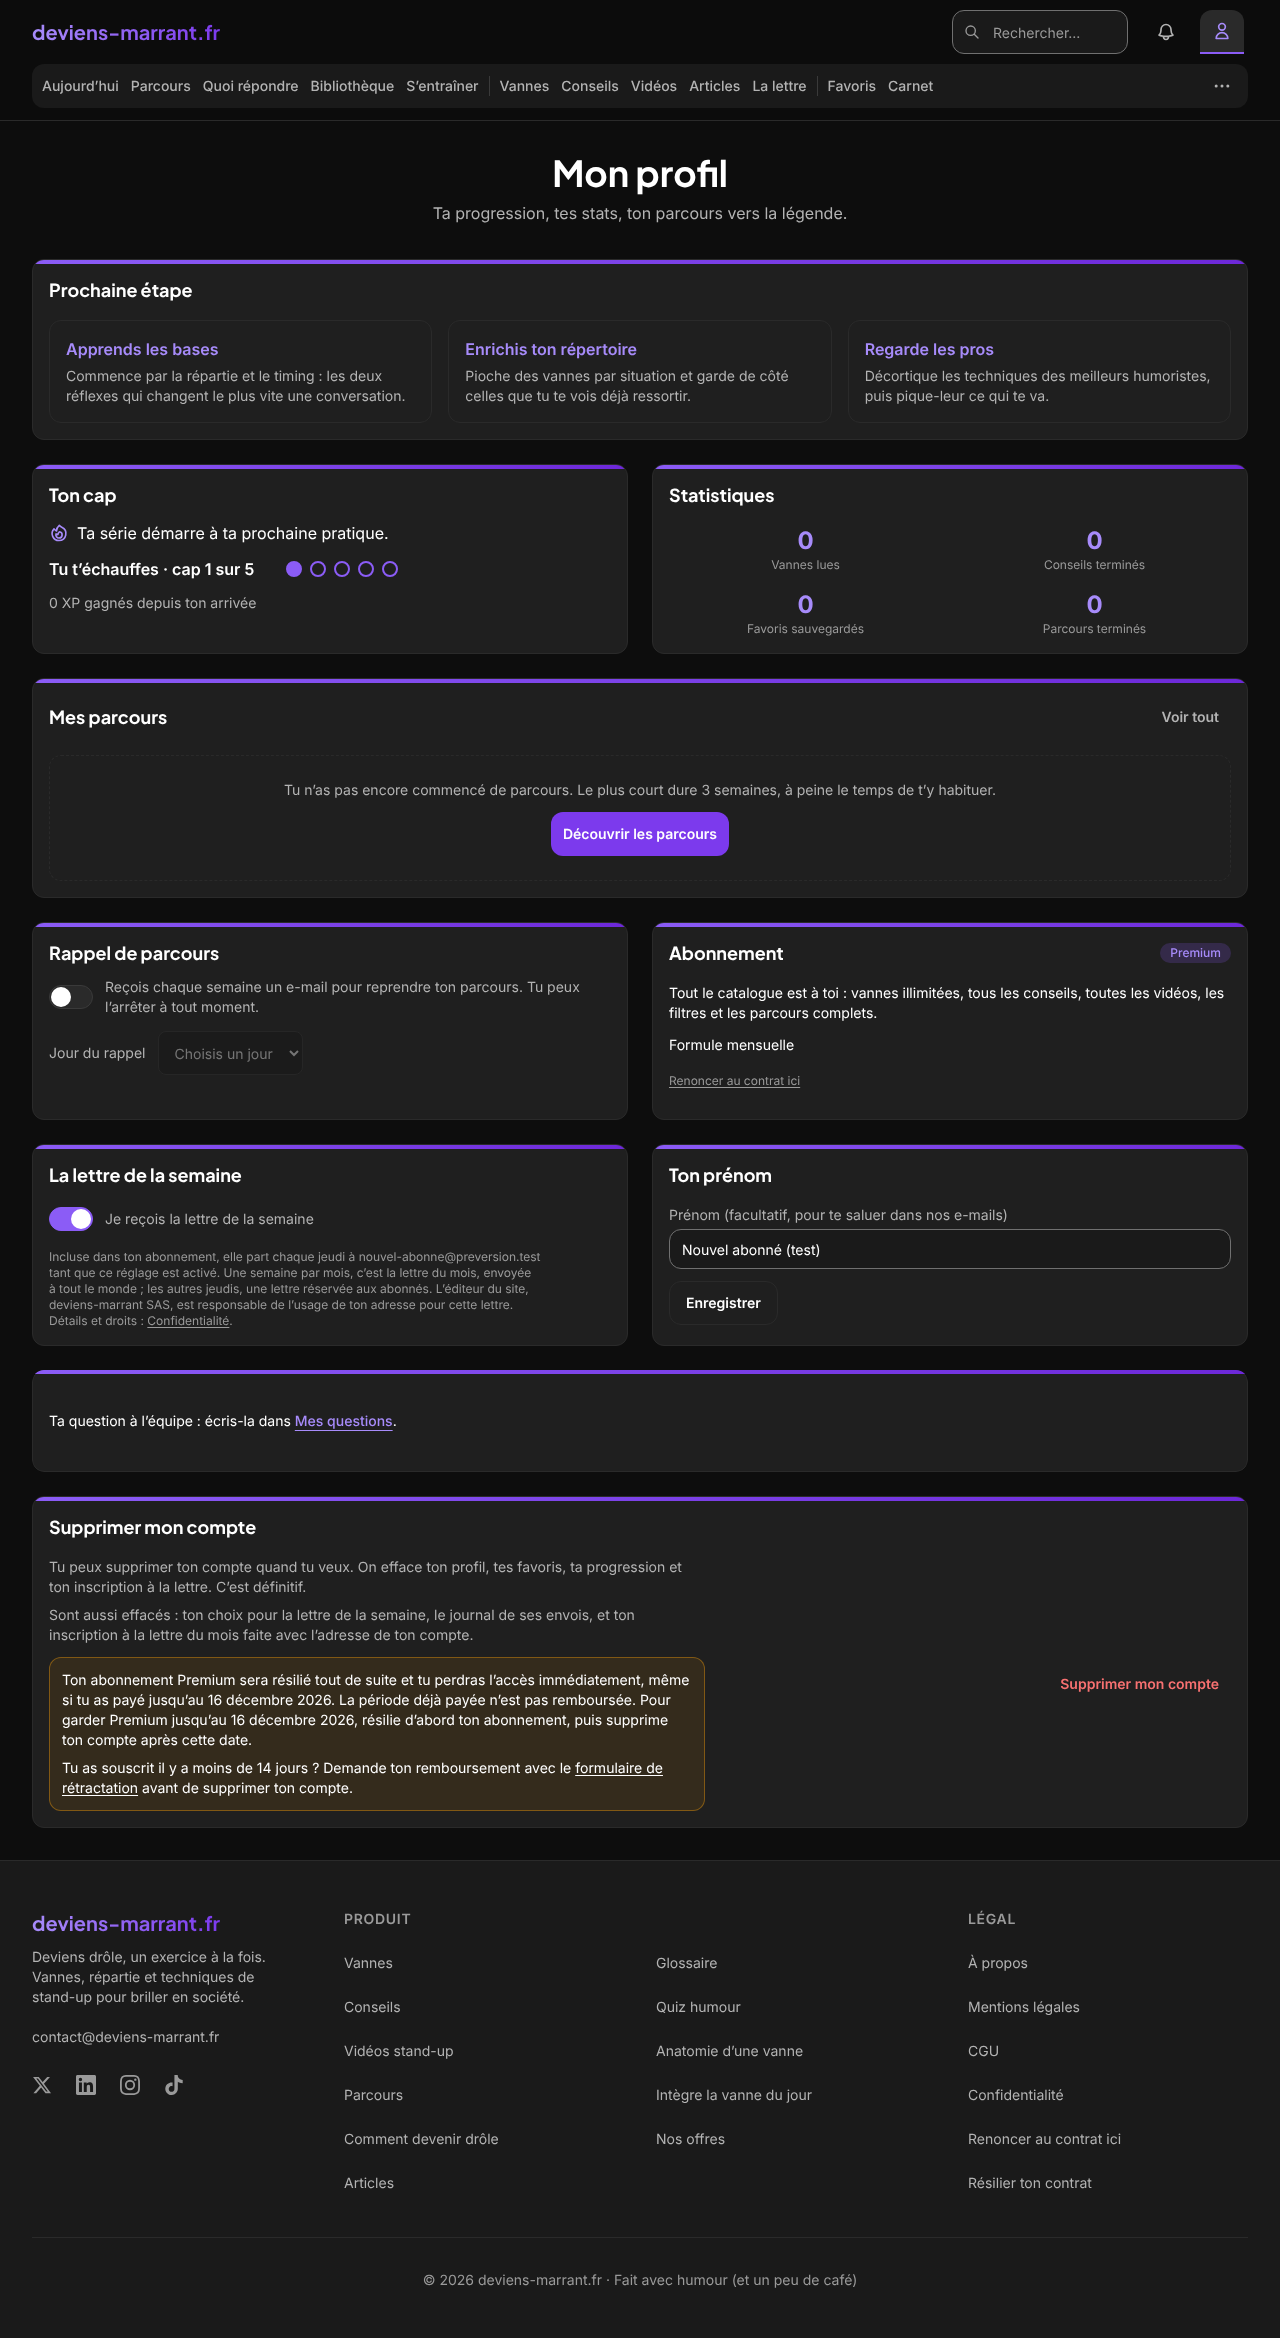 deviens-marrant.fr
Rechercher...
Aujourd’hui
Parcours
Quoi répondre
Bibliothèque
S’entraîner
Vannes
Conseils
Vidéos
Articles
La lettre
Favoris
Carnet
Mon profil
Ta progression, tes stats, ton parcours vers la légende.
Prochaine étape
Apprends les bases
Commence par la répartie et le timing : les deux
réflexes qui changent le plus vite une conversation.
Enrichis ton répertoire
Pioche des vannes par situation et garde de côté
celles que tu te vois déjà ressortir.
Regarde les pros
Décortique les techniques des meilleurs humoristes,
puis pique-leur ce qui te va.
Ton cap
Ta série démarre à ta prochaine pratique.
Tu t’échauffes · cap 1 sur 5
0 XP gagnés depuis ton arrivée
Statistiques
0
Vannes lues
0
Conseils terminés
0
Favoris sauvegardés
0
Parcours terminés
Mes parcours
Voir tout
Tu n’as pas encore commencé de parcours. Le plus court dure 3 semaines, à peine le temps de t’y habituer.
Découvrir les parcours
Rappel de parcours
Reçois chaque semaine un e-mail pour reprendre ton parcours. Tu peux
l’arrêter à tout moment.
Jour du rappel
Choisis un jour
Abonnement
Premium
Tout le catalogue est à toi : vannes illimitées, tous les conseils, toutes les vidéos, les
filtres et les parcours complets.
Formule mensuelle
Renoncer au contrat ici
La lettre de la semaine
Je reçois la lettre de la semaine
Incluse dans ton abonnement, elle part chaque jeudi à nouvel-abonne@preversion.test
tant que ce réglage est activé. Une semaine par mois, c’est la lettre du mois, envoyée
à tout le monde ; les autres jeudis, une lettre réservée aux abonnés. L’éditeur du site,
deviens-marrant SAS, est responsable de l’usage de ton adresse pour cette lettre.
Détails et droits : Confidentialité.
Ton prénom
Prénom (facultatif, pour te saluer dans nos e-mails)
Nouvel abonné (test)
Enregistrer
Ta question à l’équipe : écris-la dans Mes questions.
Supprimer mon compte
Tu peux supprimer ton compte quand tu veux. On efface ton profil, tes favoris, ta progression et
ton inscription à la lettre. C’est définitif.
Sont aussi effacés : ton choix pour la lettre de la semaine, le journal de ses envois, et ton
inscription à la lettre du mois faite avec l’adresse de ton compte.
Ton abonnement Premium sera résilié tout de suite et tu perdras l’accès immédiatement, même
si tu as payé jusqu’au 16 décembre 2026. La période déjà payée n’est pas remboursée. Pour
garder Premium jusqu’au 16 décembre 2026, résilie d’abord ton abonnement, puis supprime
ton compte après cette date.
Tu as souscrit il y a moins de 14 jours ? Demande ton remboursement avec le formulaire de
rétractation avant de supprimer ton compte.
Supprimer mon compte
deviens-marrant.fr
Deviens drôle, un exercice à la fois.
Vannes, répartie et techniques de
stand-up pour briller en société.
contact@deviens-marrant.fr
PRODUIT
Vannes
Conseils
Vidéos stand-up
Parcours
Comment devenir drôle
Articles
Glossaire
Quiz humour
Anatomie d’une vanne
Intègre la vanne du jour
Nos offres
LÉGAL
À propos
Mentions légales
CGU
Confidentialité
Renoncer au contrat ici
Résilier ton contrat
© 2026 deviens-marrant.fr · Fait avec humour (et un peu de café)